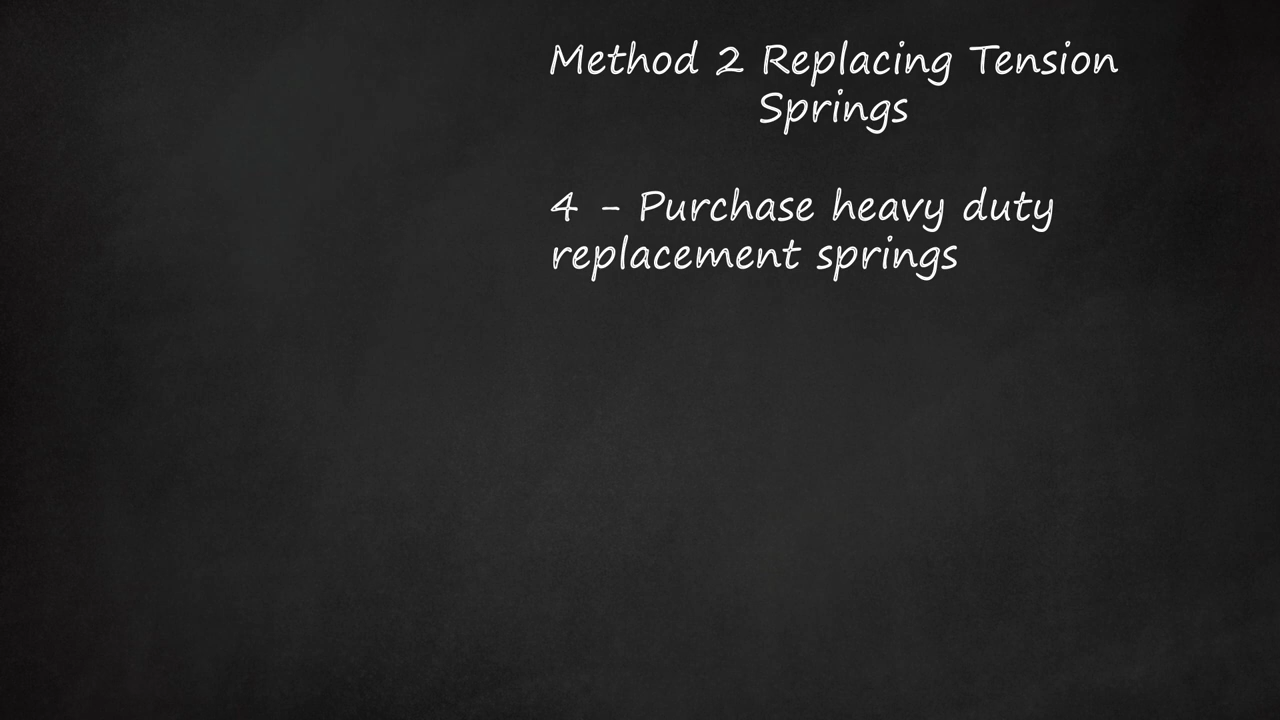 Method 2 Replacing Tension
Springs
4 - Purchase heavy duty
replacement springs